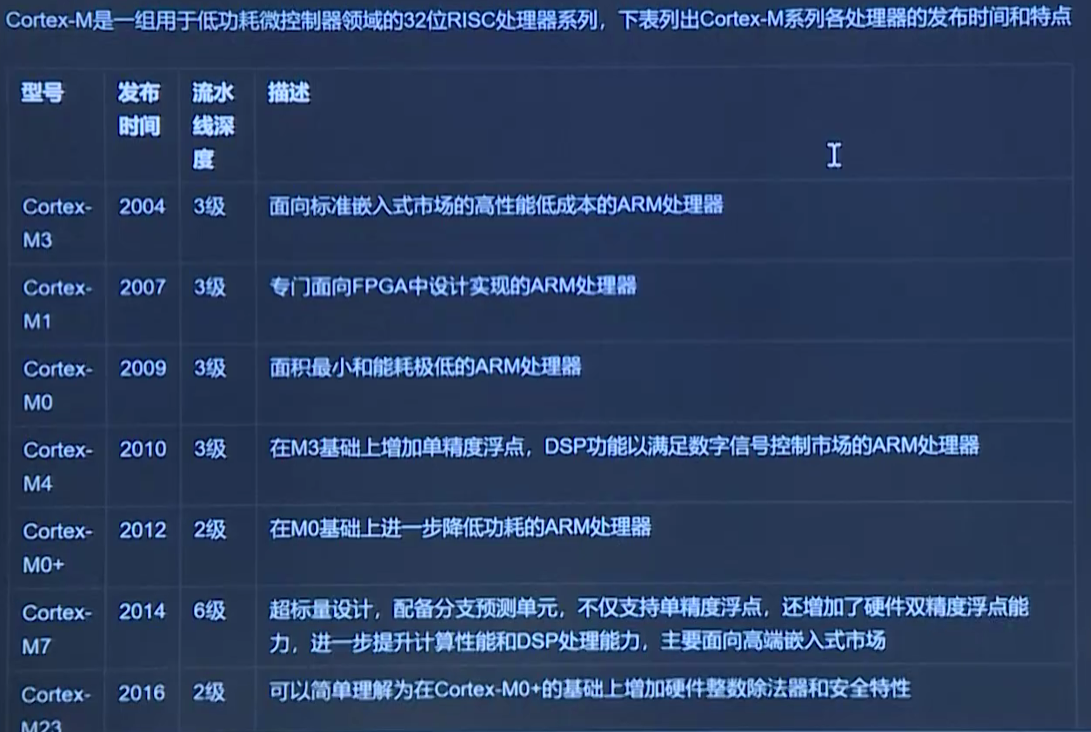 Cortex-M是一组用于低功耗微控制器领域的32位RISC处理器系列，下表列出Cortex-M系列各处理器的发布时间和特点
型号 发布时间 流水线深度 描述
Cortex-M3 2004 3级 面向标准嵌入式市场的高性能低成本的ARM处理器
Cortex-M1 2007 3级 专门面向FPGA中设计实现的ARM处理器
Cortex-M0 2009 3级 面积最小和能耗极低的ARM处理器
Cortex-M4 2010 3级 在M3基础上增加单精度浮点，DSP功能以满足数字信号控制市场的ARM处理器
Cortex-M0+ 2012 2级 在M0基础上进一步降低功耗的ARM处理器
Cortex-M7 2014 6级 超标量设计，配备分支预测单元，不仅支持单精度浮点，还增加了硬件双精度浮点能
力，进一步提升计算性能和DSP处理能力，主要面向高端嵌入式市场
Cortex-M23 2016 2级 可以简单理解为在Cortex-M0+的基础上增加硬件整数除法器和安全特性